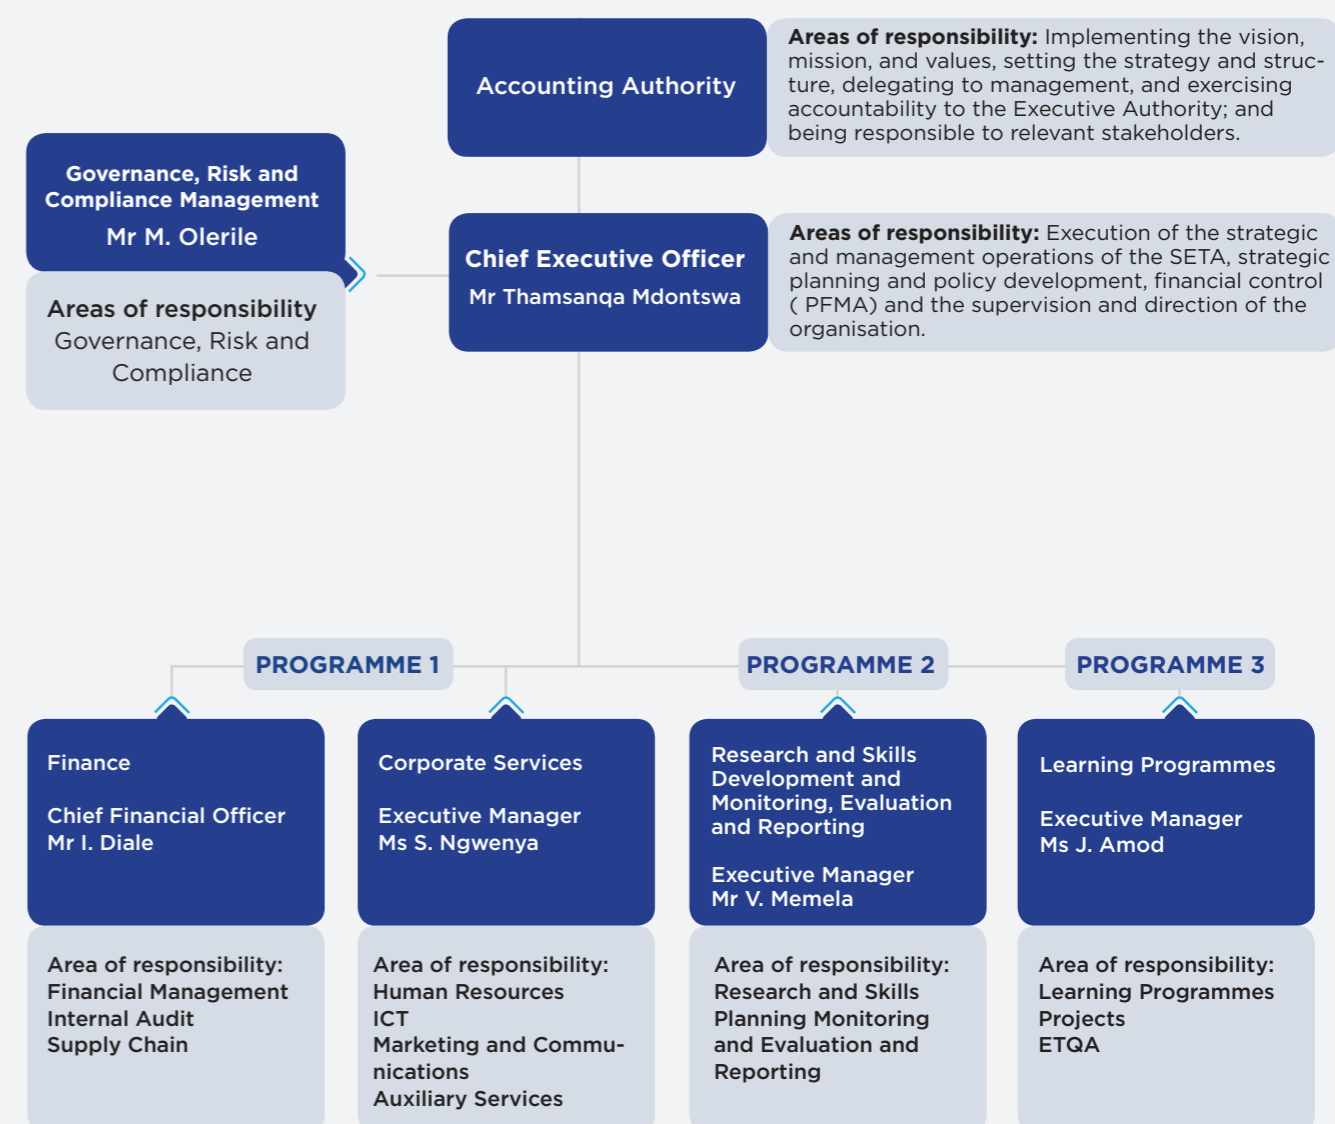 Accounting Authority
Areas of responsibility: Implementing the vision,
mission, and values, setting the strategy and struc-
ture, delegating to management, and exercising
accountability to the Executive Authority; and
being responsible to relevant stakeholders.
Governance, Risk and
Compliance Management
Mr M. Olerile
Areas of responsibility
Governance, Risk and
Compliance
Chief Executive Officer
Mr Thamsanqa Mdontswa
Areas of responsibility: Execution of the strategic
and management operations of the SETA, strategic
planning and policy development, financial control
( PFMA) and the supervision and direction of the
organisation.
PROGRAMME 1
PROGRAMME 2
PROGRAMME 3
Finance
Chief Financial Officer
Mr I. Diale
Area of responsibility:
Financial Management
Internal Audit
Supply Chain
Corporate Services
Executive Manager
Ms S. Ngwenya
Area of responsibility:
Human Resources
ICT
Marketing and Commu-
nications
Auxiliary Services
Research and Skills
Development and
Monitoring, Evaluation
and Reporting
Executive Manager
Mr V. Memela
Area of responsibility:
Research and Skills
Planning Monitoring
and Evaluation and
Reporting
Learning Programmes
Executive Manager
Ms J. Amod
Area of responsibility:
Learning Programmes
Projects
ETQA